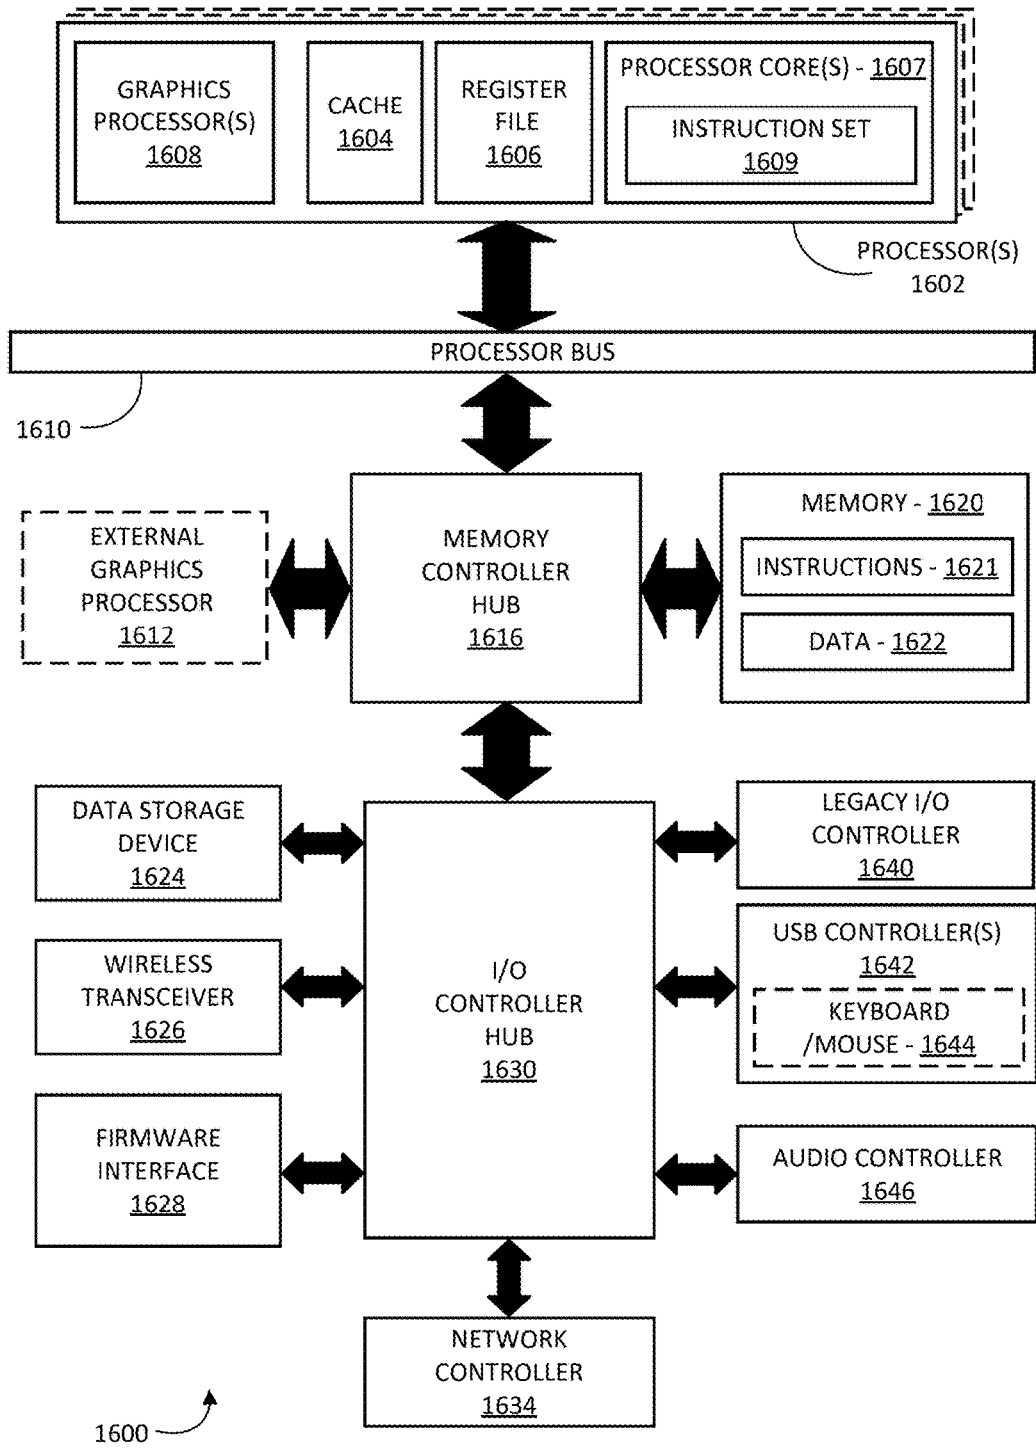 GRAPHICS
PROCESSOR(S)
1608
CACHE
1604
REGISTER
FILE
1606
PROCESSOR CORE(S) - 1607
INSTRUCTION SET
1609
PROCESSOR(S)
1602
PROCESSOR BUS
1610
EXTERNAL
GRAPHICS
PROCESSOR
1612
MEMORY
CONTROLLER
HUB
1616
MEMORY - 1620
INSTRUCTIONS - 1621
DATA - 1622
DATA STORAGE
DEVICE
1624
WIRELESS
TRANSCEIVER
1626
FIRMWARE
INTERFACE
1628
I/O
CONTROLLER
HUB
1630
LEGACY I/O
CONTROLLER
1640
USB CONTROLLER(S)
1642
KEYBOARD
/MOUSE - 1644
AUDIO CONTROLLER
1646
NETWORK
CONTROLLER
1634
1600